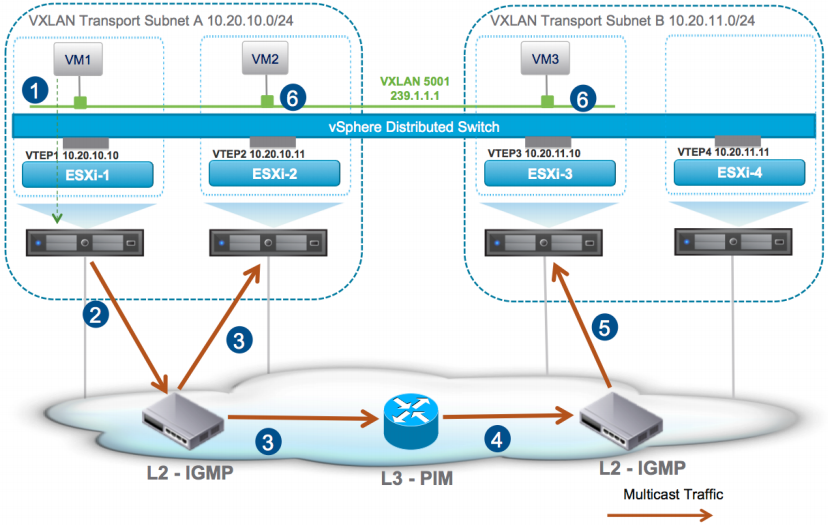 VXLAN Transport Subnet A 10.20.10.0/24
VXLAN Transport Subnet B 10.20.11.0/24
VM1
VM2
VM3
1
6
VXLAN 5001
239.1.1.1
6
vSphere Distributed Switch
VTEP1 10.20.10.10
VTEP2 10.20.10.11
VTEP3 10.20.11.10
VTEP4 10.20.11.11
ESXi-1
ESXi-2
ESXi-3
ESXi-4
2
3
5
3
4
L2 - IGMP
L3 - PIM
L2 - IGMP
Multicast Traffic